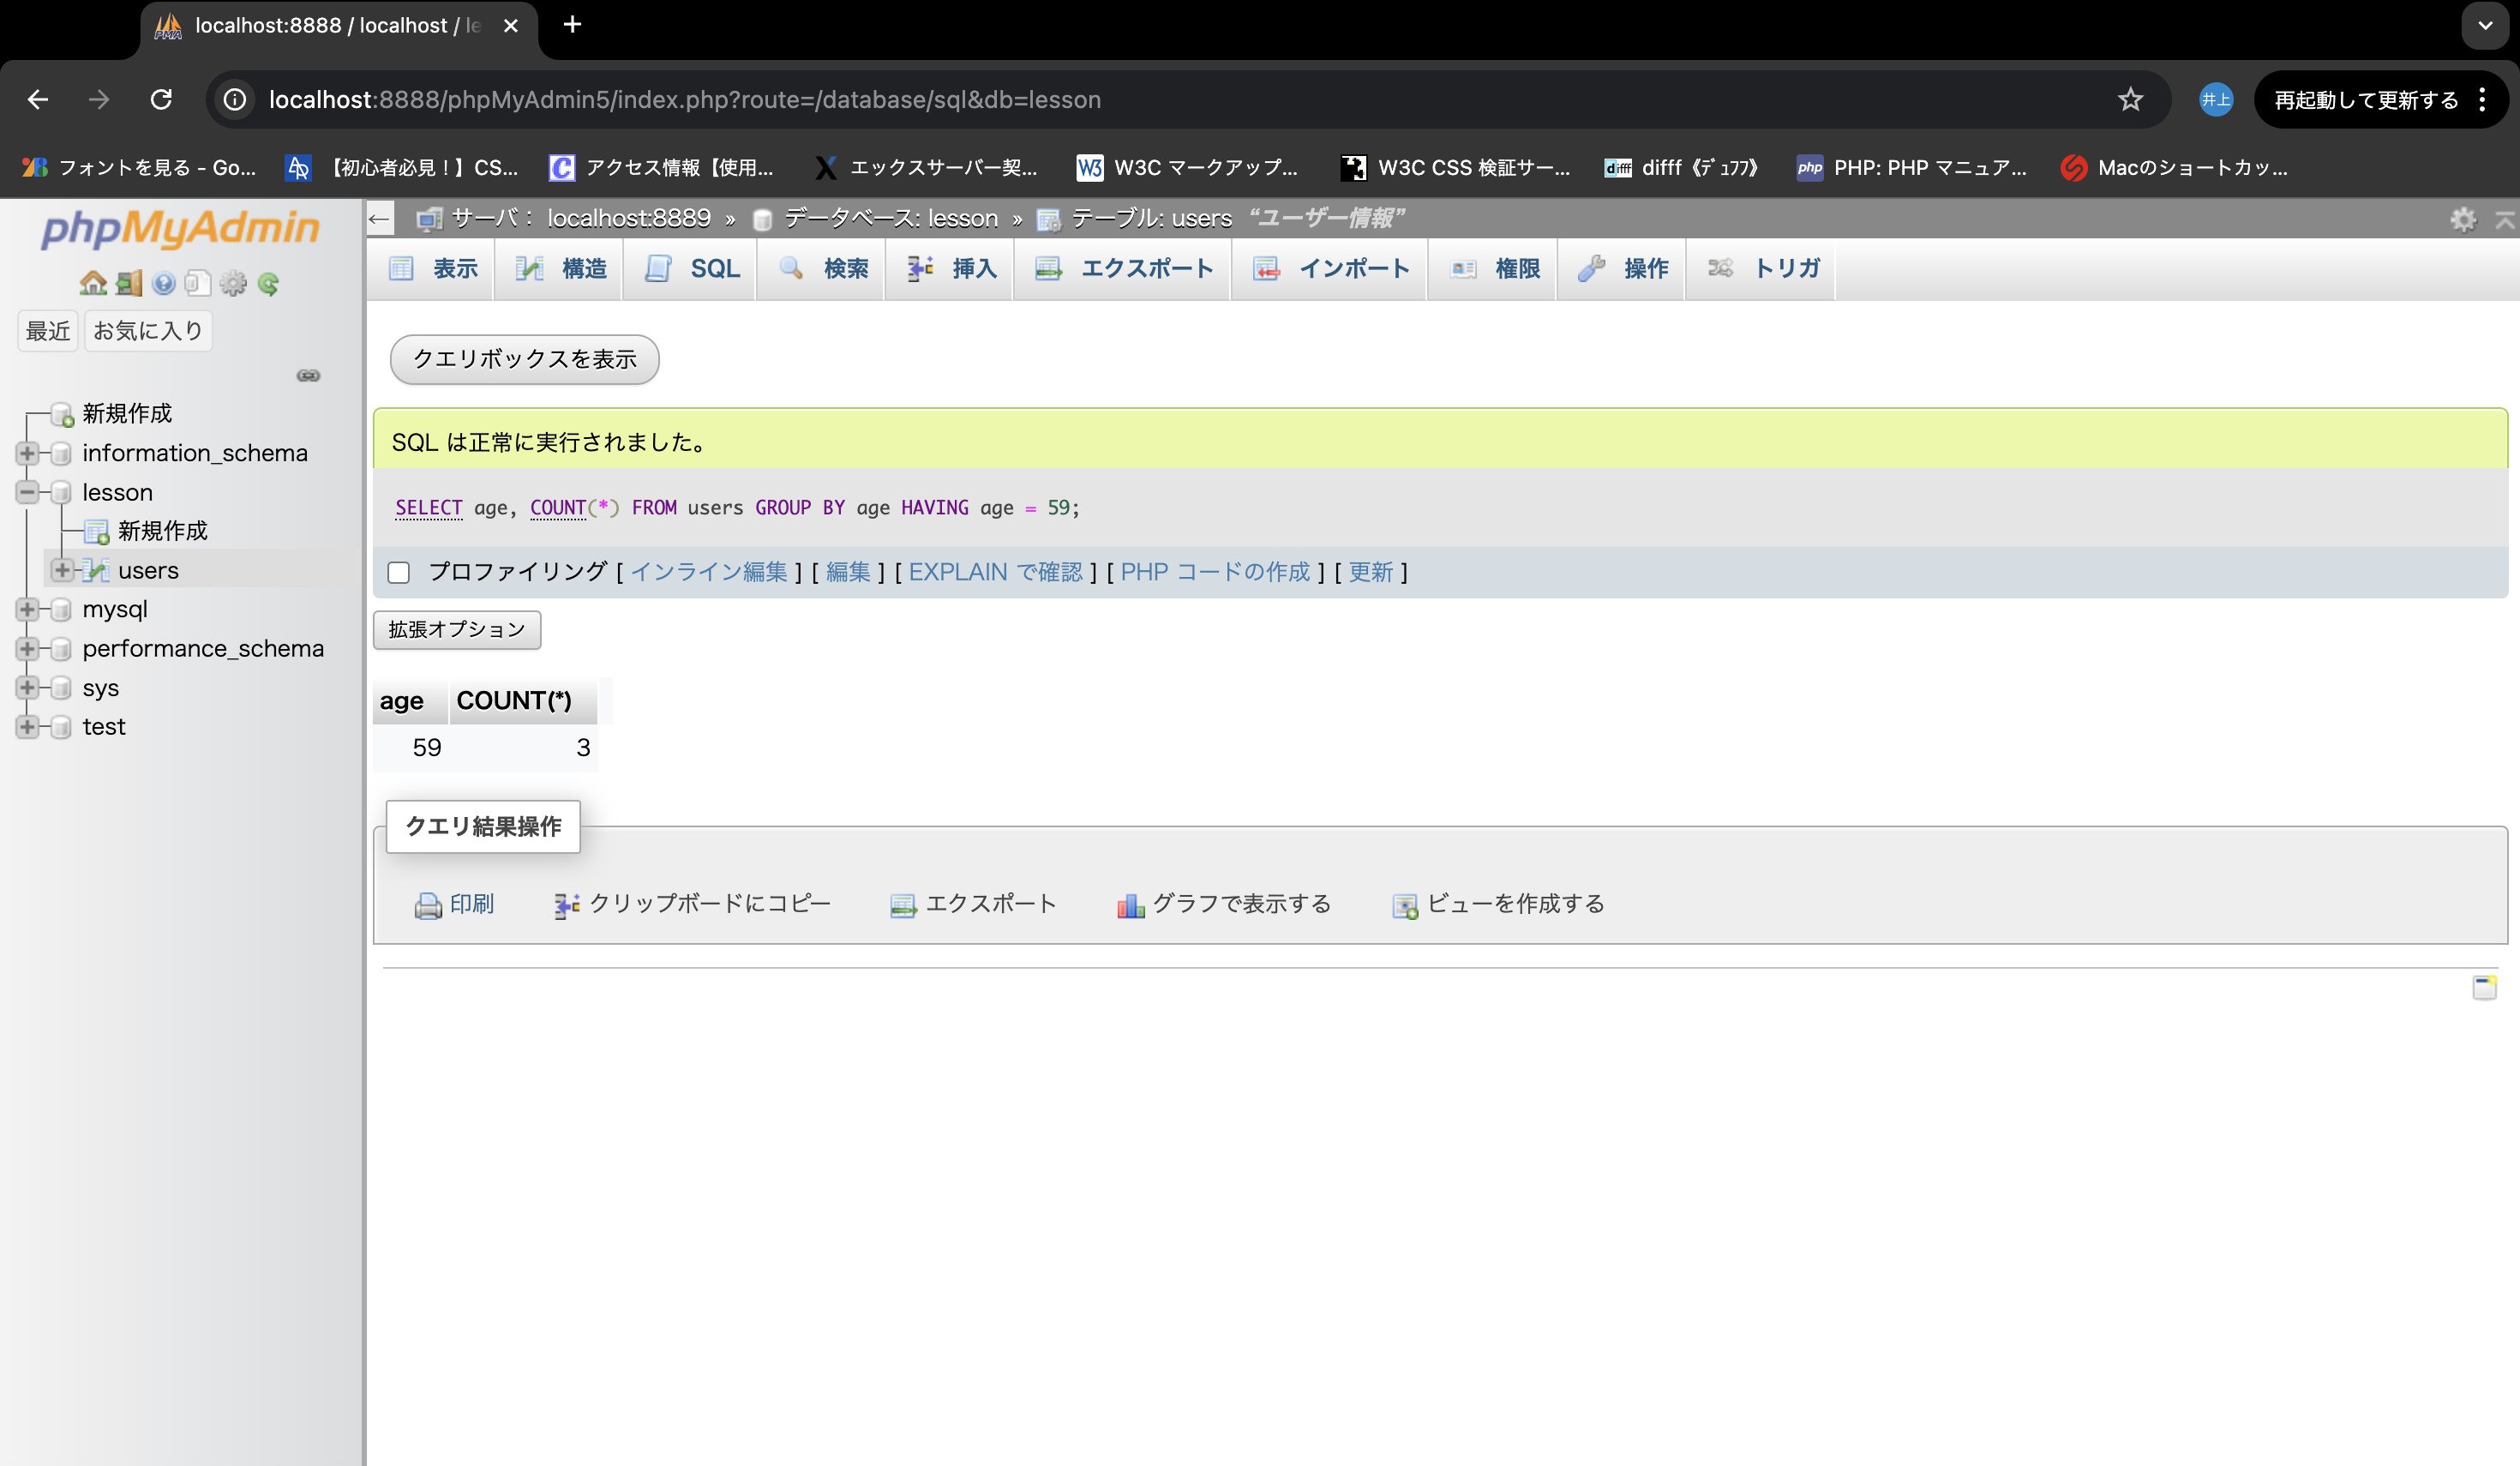 localhost:8888 / localhost / le
localhost:8888/phpMyAdmin5/index.php?route=/database/sql&db=lesson
井上
再起動して更新する
フォントを見る - Go...
【初心者必見！】CS...
アクセス情報【使用...
エックスサーバー契...
W3C マークアップ...
W3C CSS 検証サー...
difff《ﾃﾞｭﾌﾌ》
PHP: PHP マニュア...
Macのショートカッ...
phpMyAdmin
最近
お気に入り
新規作成
information_schema
lesson
新規作成
users
mysql
performance_schema
sys
test
サーバ： localhost:8889 » データベース: lesson » テーブル: users “ユーザー情報”
表示 構造 SQL 検索 挿入 エクスポート インポート 権限 操作 トリガ
クエリボックスを表示
SQL は正常に実行されました。
SELECT age, COUNT(*) FROM users GROUP BY age HAVING age = 59;
プロファイリング [ インライン編集 ] [ 編集 ] [ EXPLAIN で確認 ] [ PHP コードの作成 ] [ 更新 ]
拡張オプション
age COUNT(*)
59 3
クエリ結果操作
印刷 クリップボードにコピー エクスポート グラフで表示する ビューを作成する